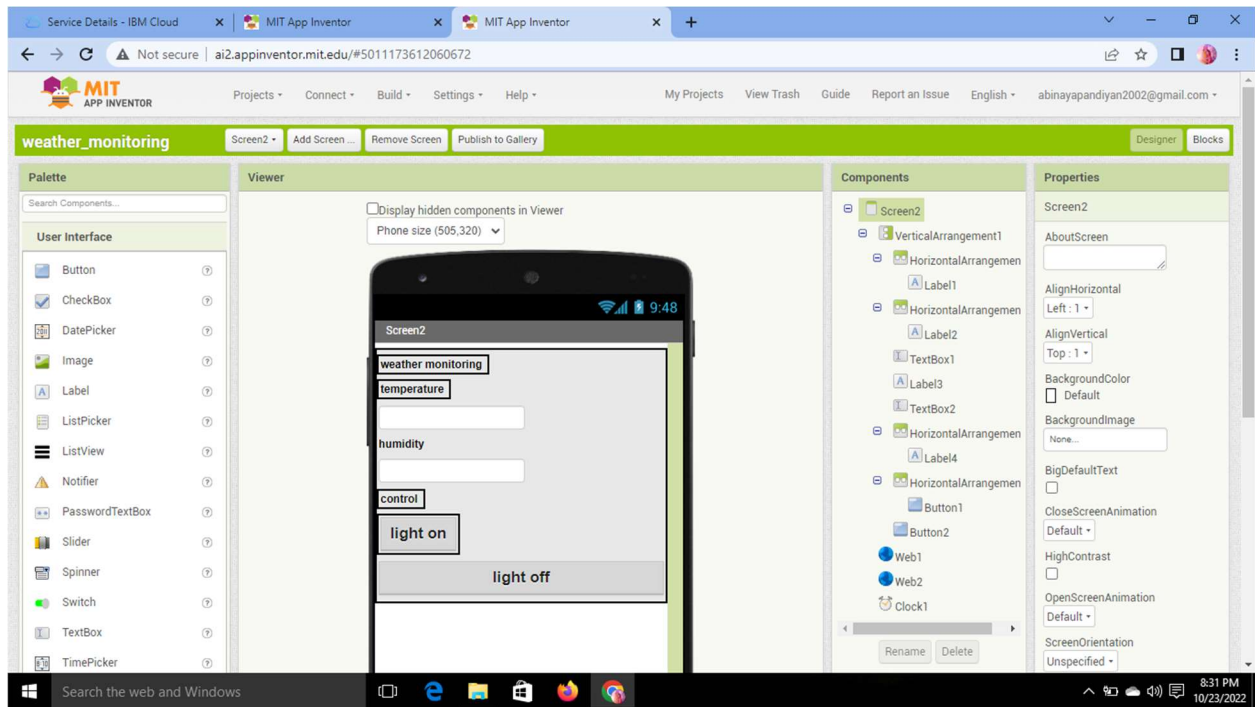 Service Details - IBM Cloud
MIT App Inventor
MIT App Inventor
Not secure | ai2.appinventor.mit.edu/#5011173612060672
MIT
APP INVENTOR
Projects
Connect
Build
Settings
Help
My Projects
View Trash
Guide
Report an Issue
English
abinayapandiyan2002@gmail.com
weather_monitoring
Screen2
Add Screen ...
Remove Screen
Publish to Gallery
Designer
Blocks
Palette
Search Components...
User Interface
Button
CheckBox
DatePicker
Image
Label
ListPicker
ListView
Notifier
PasswordTextBox
Slider
Spinner
Switch
TextBox
TimePicker
Viewer
Display hidden components in Viewer
Phone size (505,320)
9:48
Screen2
weather monitoring
temperature
humidity
control
light on
light off
Components
Screen2
VerticalArrangement1
HorizontalArrangemen
Label1
HorizontalArrangemen
Label2
TextBox1
Label3
TextBox2
HorizontalArrangemen
Label4
HorizontalArrangemen
Button1
Button2
Web1
Web2
Clock1
Rename
Delete
Properties
Screen2
AboutScreen
AlignHorizontal
Left : 1
AlignVertical
Top : 1
BackgroundColor
Default
BackgroundImage
None...
BigDefaultText
CloseScreenAnimation
Default
HighContrast
OpenScreenAnimation
Default
ScreenOrientation
Unspecified
Search the web and Windows
8:31 PM
10/23/2022